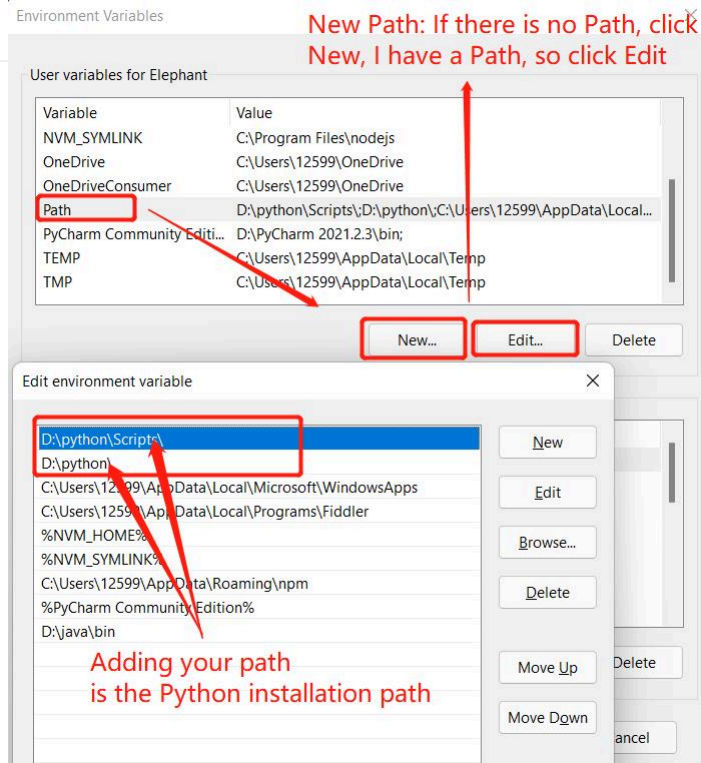 Environment Variables
New Path: If there is no Path, click
New, I have a Path, so click Edit
User variables for Elephant
Variable Value
NVM_SYMLINK C:\Program Files\nodejs
OneDrive C:\Users\12599\OneDrive
OneDriveConsumer C:\Users\12599\OneDrive
Path D:\python\Scripts\;D:\python\;C:\Users\12599\AppData\Local...
PyCharm Community Editi... D:\PyCharm 2021.2.3\bin;
TEMP C:\Users\12599\AppData\Local\Temp
TMP C:\Users\12599\AppData\Local\Temp
New... Edit... Delete
Edit environment variable
D:\python\Scripts\
D:\python\
C:\Users\12599\AppData\Local\Microsoft\WindowsApps
C:\Users\12599\AppData\Local\Programs\Fiddler
%NVM_HOME%
%NVM_SYMLINK%
C:\Users\12599\AppData\Roaming\npm
%PyCharm Community Edition%
D:\java\bin
Adding your path
is the Python installation path
New
Edit
Browse...
Delete
Move Up
Move Down
Delete
ancel